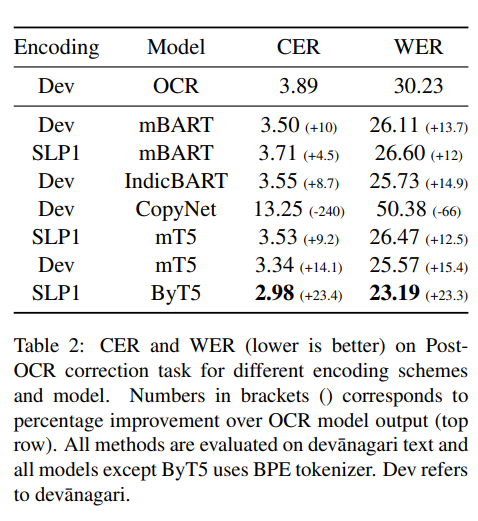 Encoding Model CER WER
Dev OCR 3.89 30.23
Dev mBART 3.50 (+10) 26.11 (+13.7)
SLP1 mBART 3.71 (+4.5) 26.60 (+12)
Dev IndicBART 3.55 (+8.7) 25.73 (+14.9)
Dev CopyNet 13.25 (-240) 50.38 (-66)
SLP1 mT5 3.53 (+9.2) 26.47 (+12.5)
Dev mT5 3.34 (+14.1) 25.57 (+15.4)
SLP1 ByT5 2.98 (+23.4) 23.19 (+23.3)
Table 2: CER and WER (lower is better) on Post-
OCR correction task for different encoding schemes
and model. Numbers in brackets () corresponds to
percentage improvement over OCR model output (top
row). All methods are evaluated on devānagari text and
all models except ByT5 uses BPE tokenizer. Dev refers
to devānagari.